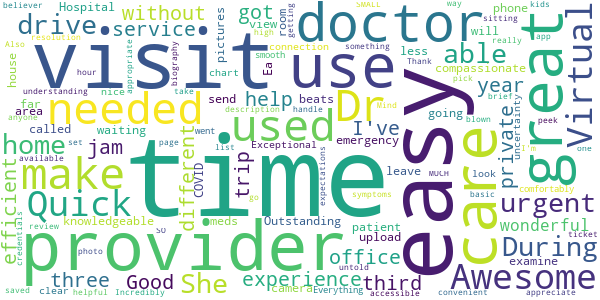 believer
Hospital
drive
without
got
view
room
getting
doctor
SMALL
way
sitting
phone
kids
really
app
visit
use
able
great
Virtual
service
pictures
high
connection
something
less
Thank
will
compassionate
year
pick
brief
uncertainty
house
Also
resolution
understanding
hour
appropriate
biography
smooth
Ea
chart
nice
take
needed
Dr
Mind
send
help
beats
description
handle
going
blown
private
peek
I'm
one
far
area
anyone
called
waiting
went
list
used
I've
emergency
easy
care
home
jam
different
COVID
trip
Exceptional
expectations
leave
MUCH
look
basic
comfortably
available
set
page
time
make
Quick
go
symptoms
urgent
efficient
credentials
knowledgeable
meds
Outstanding
patient
upload
wonderful
During
review
photo
so
provider
office
untold
examine
ticket
three
Good
She
experience
camera
third
Awesome
saved
clear
helpful
Incredibly
Everything
accessible
convenient
appreciate